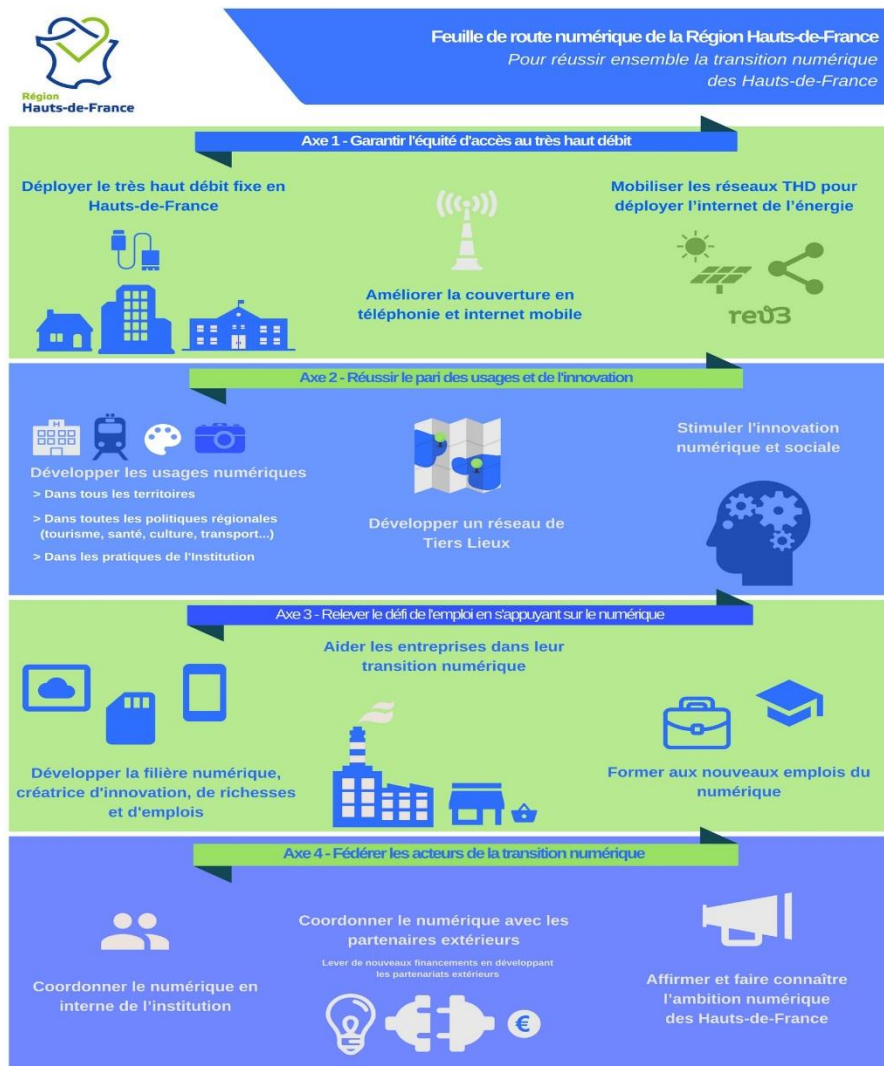 Région
Hauts-de-France
Feuille de route numérique de la Région Hauts-de-France
Pour réussir ensemble la transition numérique
des Hauts-de-France
Axe 1 - Garantir l'équité d'accès au très haut débit
Déployer le très haut débit fixe en
Hauts-de-France
Améliorer la couverture en
téléphonie et internet mobile
Mobiliser les réseaux THD pour
déployer l'internet de l'énergie
rev3
Axe 2 - Réussir le pari des usages et de l'innovation
H
Développer les usages numériques
> Dans tous les territoires
> Dans toutes les politiques régionales
(tourisme, santé, culture, transport...)
> Dans les pratiques de l'Institution
Développer un réseau de
Tiers Lieux
Stimuler l'innovation
numérique et sociale
Axe 3 - Relever le défi de l'emploi en s'appuyant sur le numérique
Développer la filière numérique,
créatrice d'innovation, de richesses
et d'emplois
Aider les entreprises dans leur
transition numérique
Former aux nouveaux emplois du
numérique
Axe 4 - Fédérer les acteurs de la transition numérique
Coordonner le numérique en
interne de l'institution
Coordonner le numérique avec les
partenaires extérieurs
Lever de nouveaux financements en développant
les partenariats extérieurs
€
Affirmer et faire connaître
l'ambition numérique
des Hauts-de-France